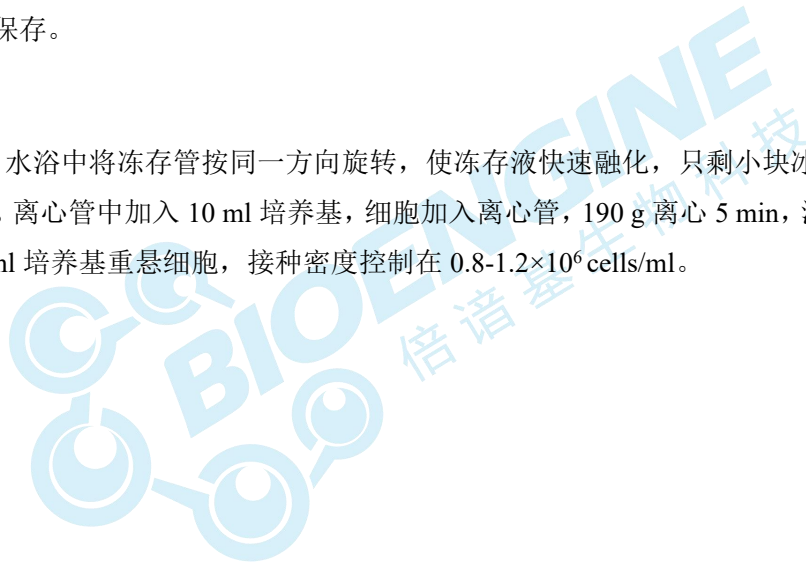 保存。
水浴中将冻存管按同一方向旋转，使冻存液快速融化，只剩小块冰
离心管中加入 10 ml 培养基，细胞加入离心管，190 g 离心 5 min，
ml 培养基重悬细胞，接种密度控制在 0.8-1.2×10⁶ cells/ml。
BIOENGINE
倍谙基生物科技